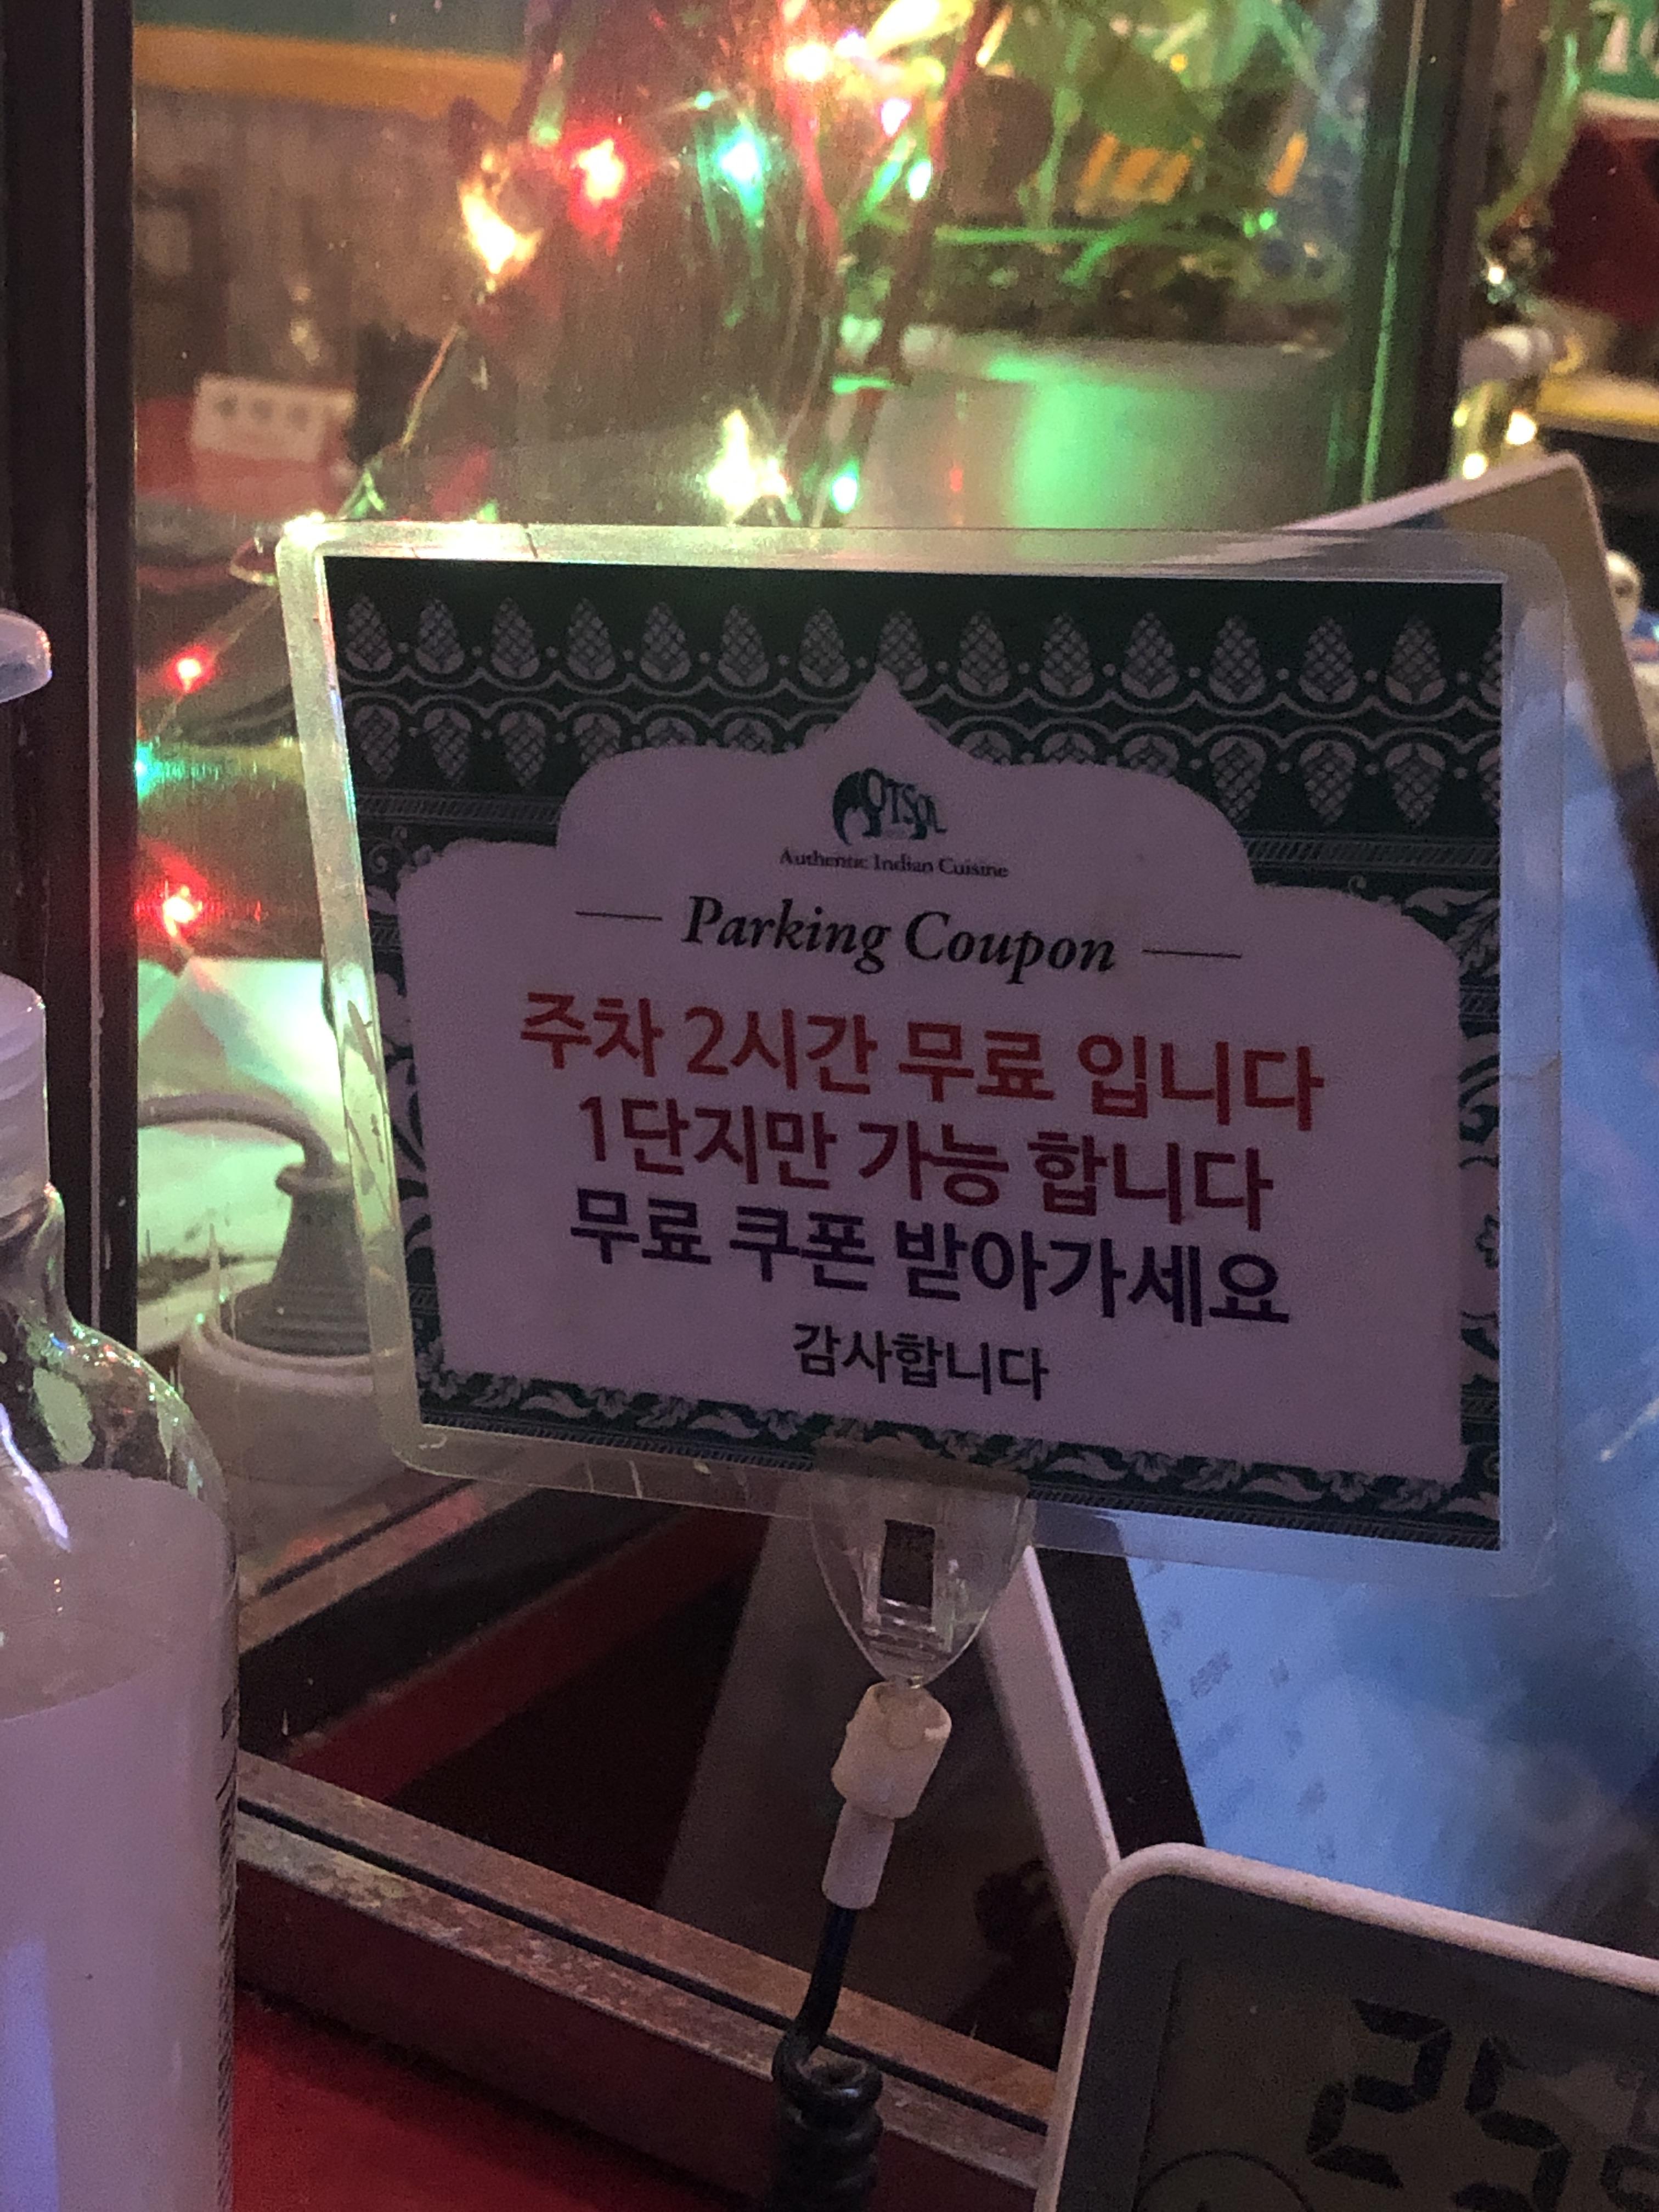 OTSOL
Authentic Indian Cuisine
Parking Coupon
주차 2시간 무료 입니다
1단지만 가능 합니다
무료 쿠폰 받아가세요
감사합니다